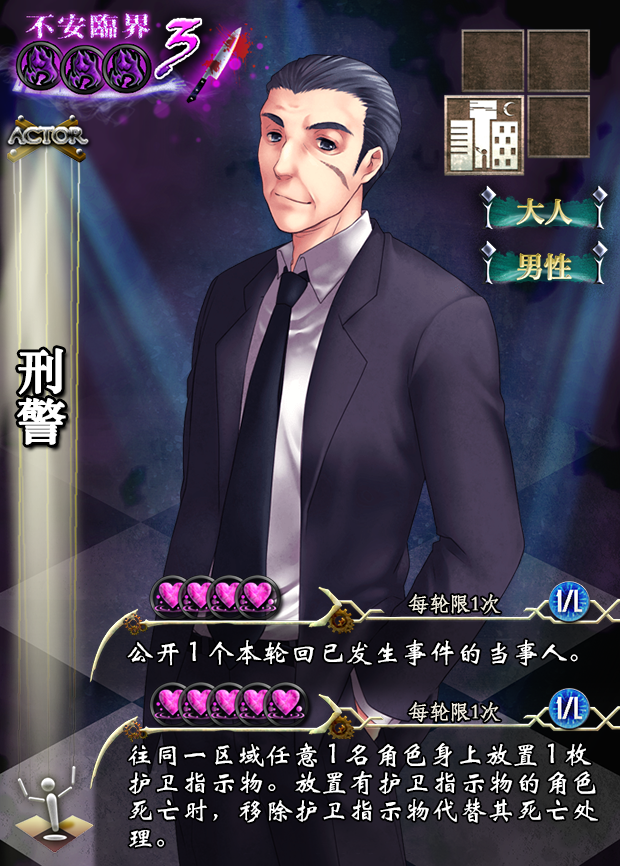 不安臨界
3
ACTOR
大人
男性
刑警
每轮限1次
1/L
公开1个本轮回已发生事件的当事人。
每轮限1次
1/L
往同一区域任意1名角色身上放置1枚
护卫指示物。放置有护卫指示物的角色
死亡时，移除护卫指示物代替其死亡处
理。